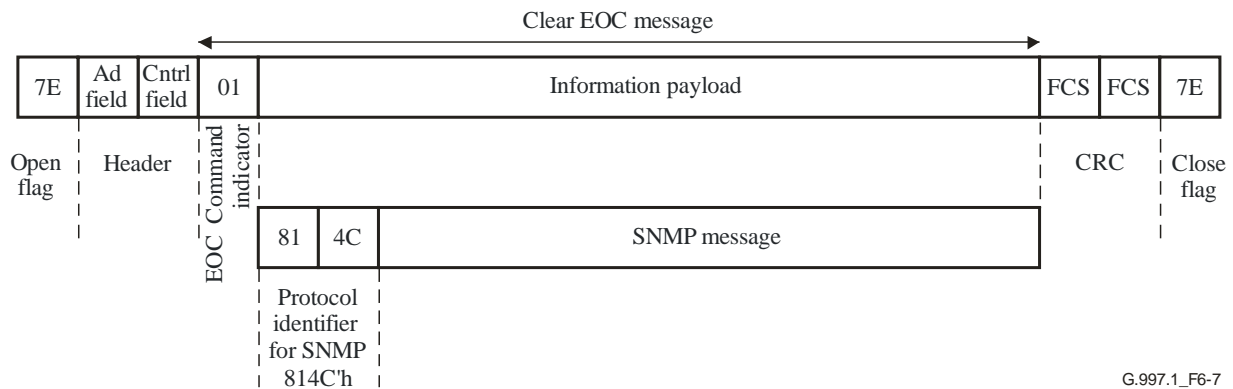 Clear EOC message
7E
Ad
field
Cntrl
field
01
Information payload
FCS
FCS
7E
Open
flag
Header
EOC Command
indicator
CRC
Close
flag
81
4C
SNMP message
Protocol
identifier
for SNMP
814C'h
G.997.1_F6-7